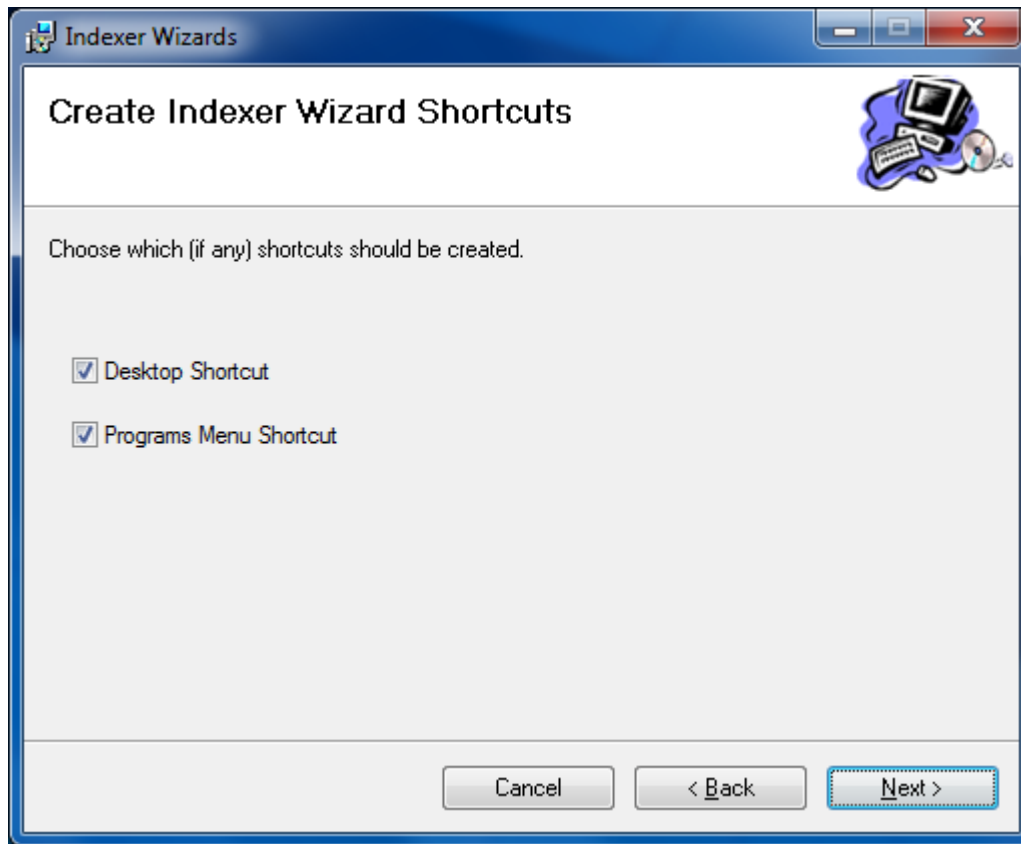 Indexer Wizards
Create Indexer Wizard Shortcuts
Choose which (if any) shortcuts should be created.
Desktop Shortcut
Programs Menu Shortcut
Cancel
< Back
Next >